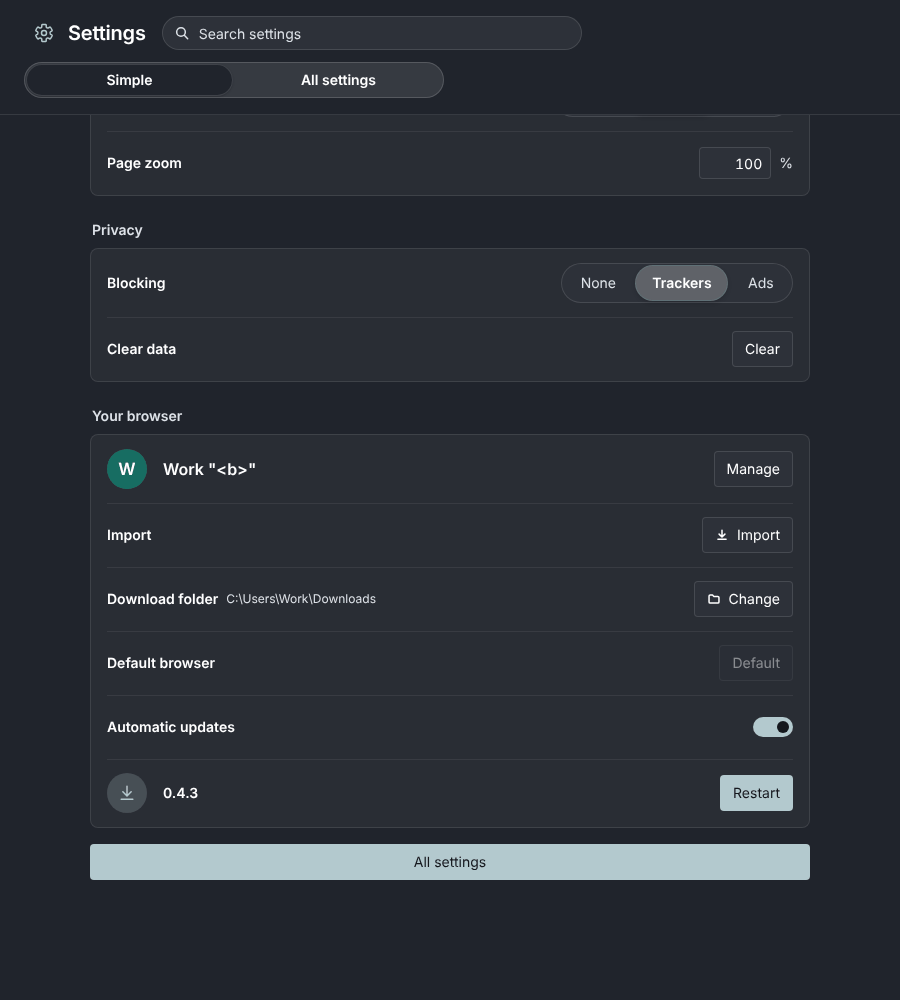 Settings
Search settings
Simple
All settings
Page zoom
100 %
Privacy
Blocking
None
Trackers
Ads
Clear data
Clear
Your browser
W
Work "<b>"
Manage
Import
Import
Download folder C:\Users\Work\Downloads
Change
Default browser
Default
Automatic updates
0.4.3
Restart
All settings